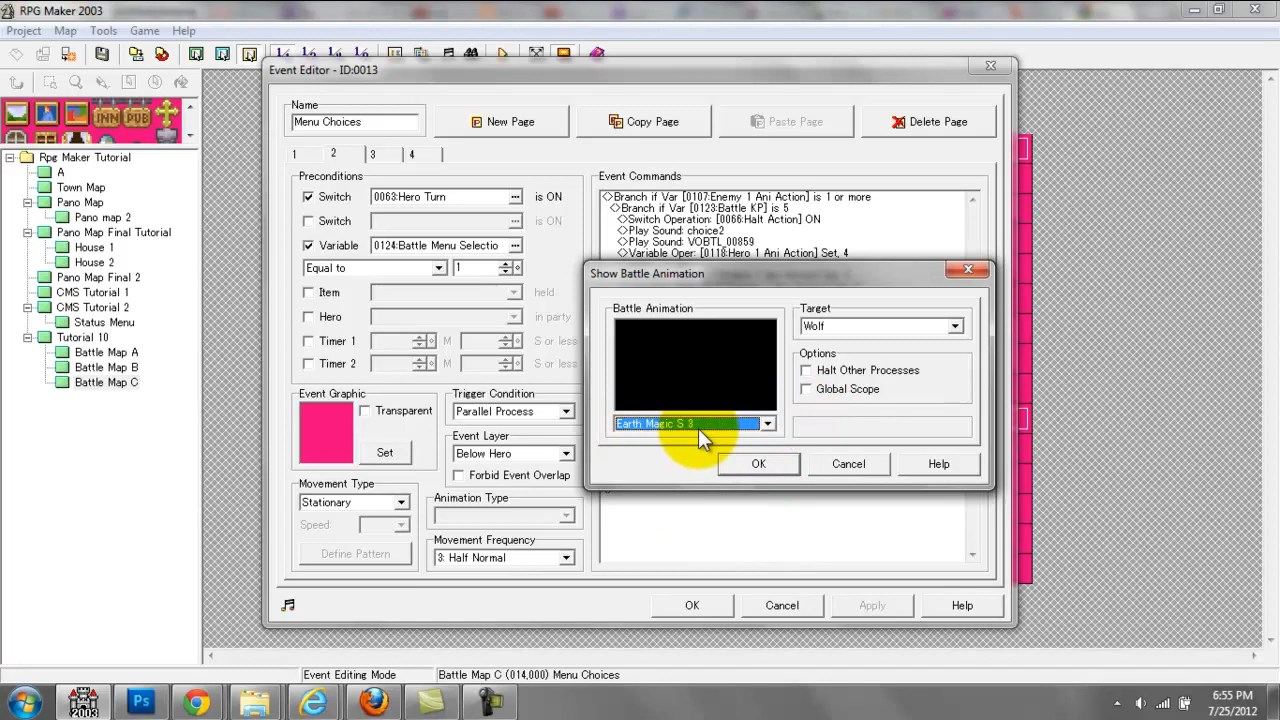 RPG Maker 2003
Project Map Tools Game Help
Event Editor - ID:0013
Name
Menu Choices
New Page
Copy Page
Paste Page
Delete Page
INN PUB
1 2 3 4
Rpg Maker Tutorial
A
Town Map
Pano Map
Pano map 2
Pano Map Final Tutorial
House 1
House 2
Pano Map Final 2
CMS Tutorial 1
CMS Tutorial 2
Status Menu
Tutorial 10
Battle Map A
Battle Map B
Battle Map C
Preconditions
Switch 0063:Hero Turn ... is ON
Switch ... is ON
Variable 0124:Battle Menu Selectio ...
Equal to 1
Item held
Hero in party
Timer 1 M S or less
Timer 2 M S or less
Event Graphic
Transparent
Set
Trigger Condition
Parallel Process
Event Layer
Below Hero
Forbid Event Overlap
Movement Type
Stationary
Speed:
Define Pattern
Animation Type
Movement Frequency
3: Half Normal
Event Commands
◇Branch if Var [0107:Enemy 1 Ani Action] is 1 or more
◇Branch if Var [0123:Battle KP] is 5
◇Switch Operation: [0066:Halt Action] ON
◇Play Sound: choice2
◇Play Sound: VOBTL_00859
◇Variable Oper: [0118:Hero 1 Ani Action] Set, 4
Show Battle Animation
Battle Animation
Earth Magic S 3
Target
Wolf
Options
Halt Other Processes
Global Scope
OK Cancel Help
OK Cancel Apply Help
Event Editing Mode
Battle Map C (014,000) Menu Choices
2003
Ps
6:55 PM
7/25/2012